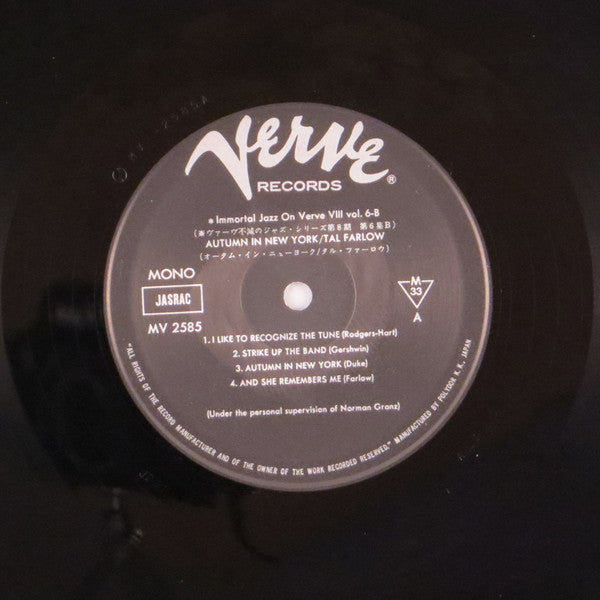 Verve
RECORDS ®
* Immortal Jazz On Verve VIII vol. 6-B
(※ヴァーヴ不滅のジャズ・シリーズ第8期 第6集B)
AUTUMN IN NEW YORK/TAL FARLOW
(オータム・イン・ニューヨーク/タル・ファーロウ)
MONO
JASRAC
MV 2585
M
33
A
1. I LIKE TO RECOGNIZE THE TUNE (Rodgers-Hart)
2. STRIKE UP THE BAND (Gershwin)
3. AUTUMN IN NEW YORK (Duke)
4. AND SHE REMEMBERS ME (Farlow)
(Under the personal supervision of Norman Granz)
"ALL RIGHTS OF THE RECORD MANUFACTURER AND OF THE OWNER OF THE WORK RECORDED RESERVED." MANUFACTURED BY POLYDOR K.K. JAPAN